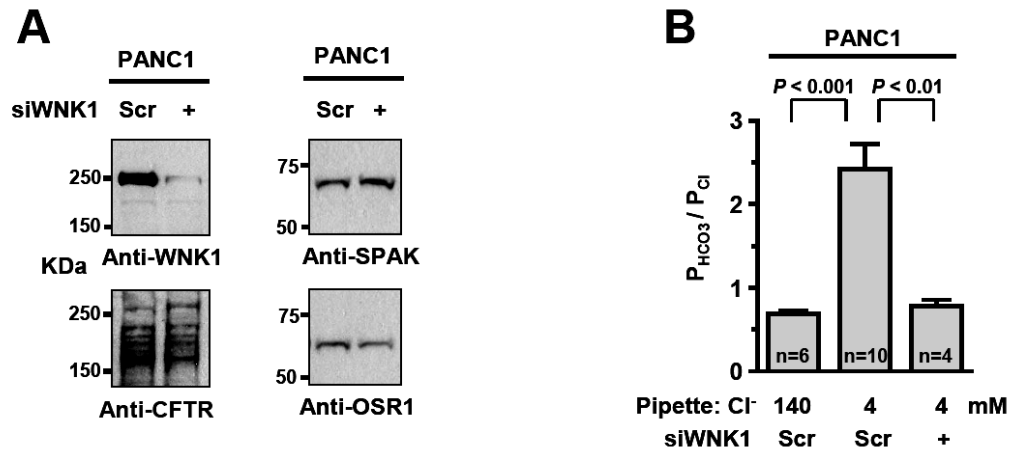 A
PANC1
PANC1
siWNK1 Scr +
Scr +
250
150
Anti-WNK1
75
50
Anti-SPAK
KDa
250
150
Anti-CFTR
75
50
Anti-OSR1
B
PANC1
P < 0.001 P < 0.01
3
2
1
0
PHCO3 / PCl
n=6 n=10 n=4
Pipette: Cl- 140 4 4 mM
siWNK1 Scr Scr +